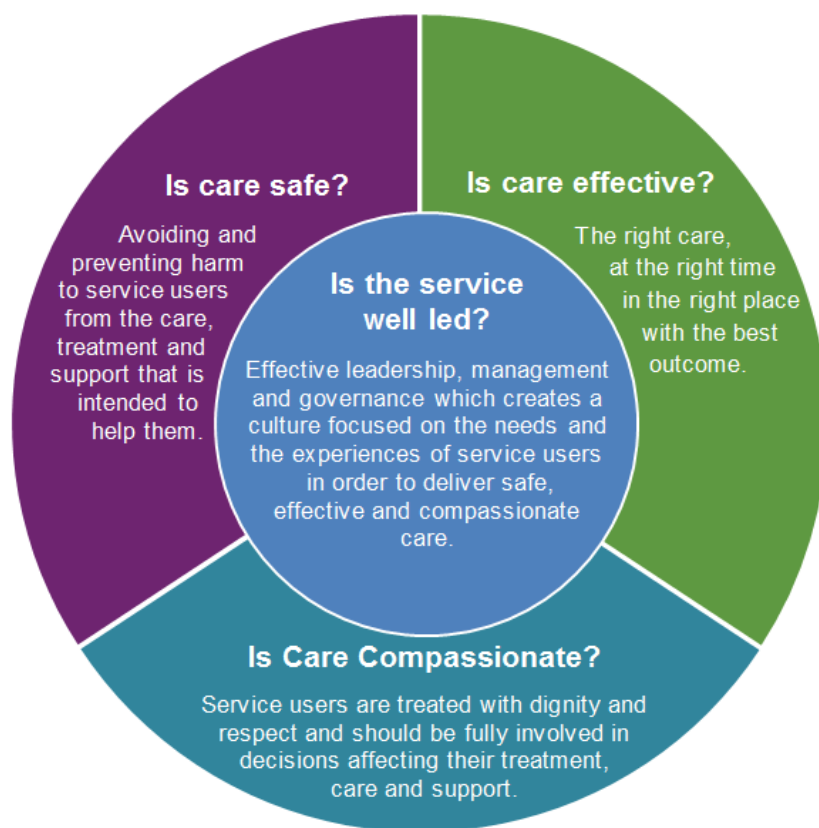 Is care safe?
Avoiding and
preventing harm
to service users
from the care,
treatment and
support that is
intended to
help them.
Is care effective?
The right care,
at the right time
in the right place
with the best
outcome.
Is the service
well led?
Effective leadership, management
and governance which creates a
culture focused on the needs and
the experiences of service users
in order to deliver safe,
effective and compassionate
care.
Is Care Compassionate?
Service users are treated with dignity and
respect and should be fully involved in
decisions affecting their treatment,
care and support.